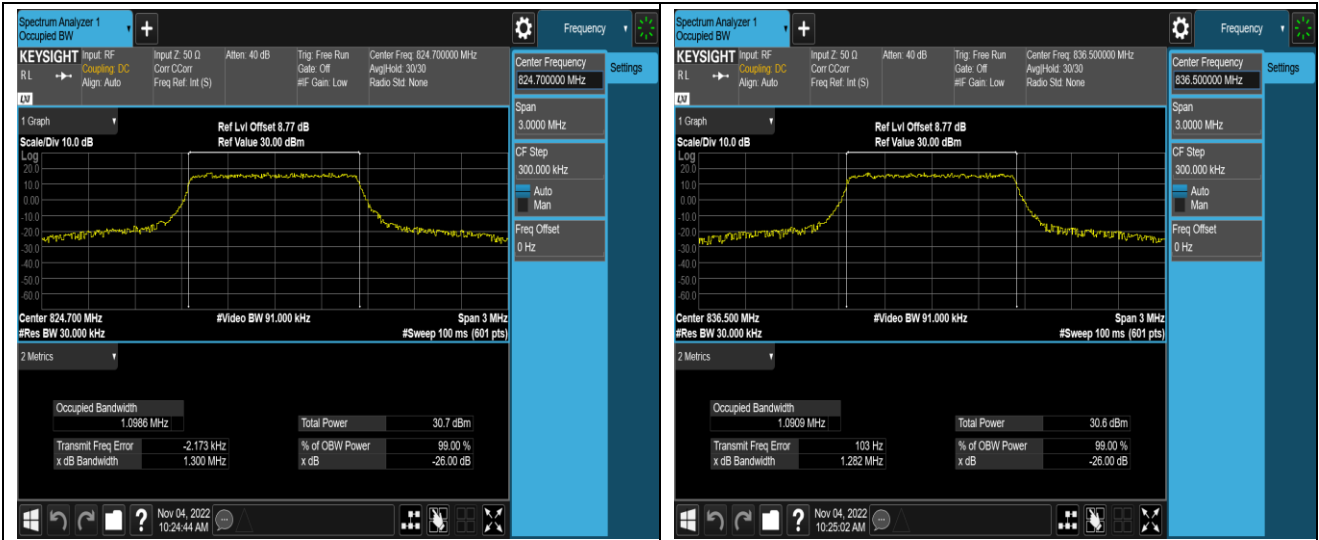 Spectrum Analyzer 1
Occupied BW
+
Frequency
KEYSIGHT
RL
Input: RF
Coupling: DC
Align: Auto
Input Z: 50 Ω
Corr CCorr
Freq Ref: Int (S)
Atten: 40 dB
Trig: Free Run
Gate: Off
#IF Gain: Low
Center Freq: 824.700000 MHz
Avg|Hold: 30/30
Radio Std: None
LXI
Center Frequency
824.700000 MHz
Settings
Span
3.0000 MHz
CF Step
300.000 kHz
Auto
Man
Freq Offset
0 Hz
1 Graph
Scale/Div 10.0 dB
Ref Lvl Offset 8.77 dB
Ref Value 30.00 dBm
Log
20.0
10.0
0.00
-10.0
-20.0
-30.0
-40.0
-50.0
-60.0
Center 824.700 MHz
#Video BW 91.000 kHz
Span 3 MHz
#Res BW 30.000 kHz
#Sweep 100 ms (601 pts)
2 Metrics
Occupied Bandwidth
1.0986 MHz
Total Power 30.7 dBm
Transmit Freq Error -2.173 kHz
% of OBW Power 99.00 %
x dB Bandwidth 1.300 MHz
x dB -26.00 dB
?
Nov 04, 2022
10:24:44 AM
Spectrum Analyzer 1
Occupied BW
+
Frequency
KEYSIGHT
RL
Input: RF
Coupling: DC
Align: Auto
Input Z: 50 Ω
Corr CCorr
Freq Ref: Int (S)
Atten: 40 dB
Trig: Free Run
Gate: Off
#IF Gain: Low
Center Freq: 836.500000 MHz
Avg|Hold: 30/30
Radio Std: None
LXI
Center Frequency
836.500000 MHz
Settings
Span
3.0000 MHz
CF Step
300.000 kHz
Auto
Man
Freq Offset
0 Hz
1 Graph
Scale/Div 10.0 dB
Ref Lvl Offset 8.77 dB
Ref Value 30.00 dBm
Log
20.0
10.0
0.00
-10.0
-20.0
-30.0
-40.0
-50.0
-60.0
Center 836.500 MHz
#Video BW 91.000 kHz
Span 3 MHz
#Res BW 30.000 kHz
#Sweep 100 ms (601 pts)
2 Metrics
Occupied Bandwidth
1.0909 MHz
Total Power 30.6 dBm
Transmit Freq Error 103 Hz
% of OBW Power 99.00 %
x dB Bandwidth 1.282 MHz
x dB -26.00 dB
?
Nov 04, 2022
10:25:02 AM